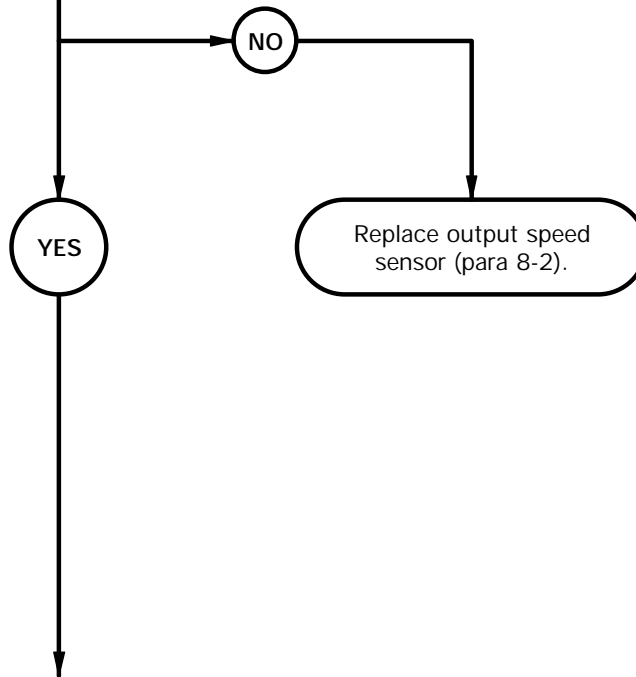 NO
YES
Replace output speed
sensor (para 8-2).